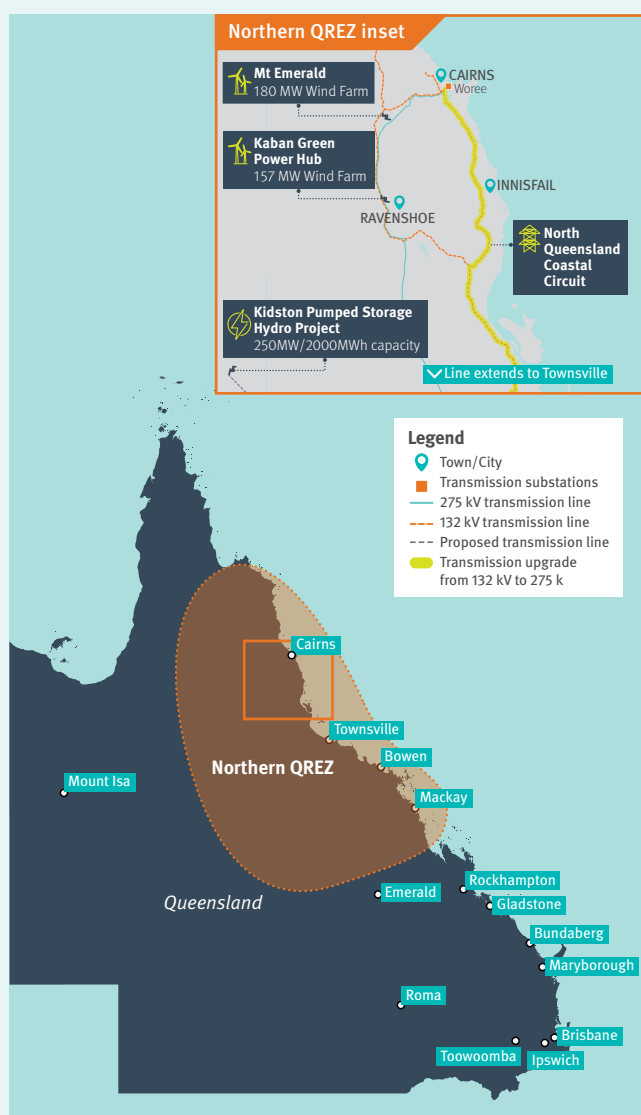 Northern QREZ inset
Mt Emerald
180 MW Wind Farm
CAIRNS
Woree
Kaban Green
Power Hub
157 MW Wind Farm
INNISFAIL
RAVENSHOE
North
Queensland
Coastal
Circuit
Kidston Pumped Storage
Hydro Project
250MW/2000MWh capacity
Line extends to Townsville
Legend
Town/City
Transmission substations
275 kV transmission line
132 kV transmission line
Proposed transmission line
Transmission upgrade
from 132 kV to 275 k
Cairns
Townsville
Bowen
Northern QREZ
Mount Isa
Mackay
Rockhampton
Emerald
Queensland
Gladstone
Bundaberg
Maryborough
Roma
Brisbane
Toowoomba
Ipswich